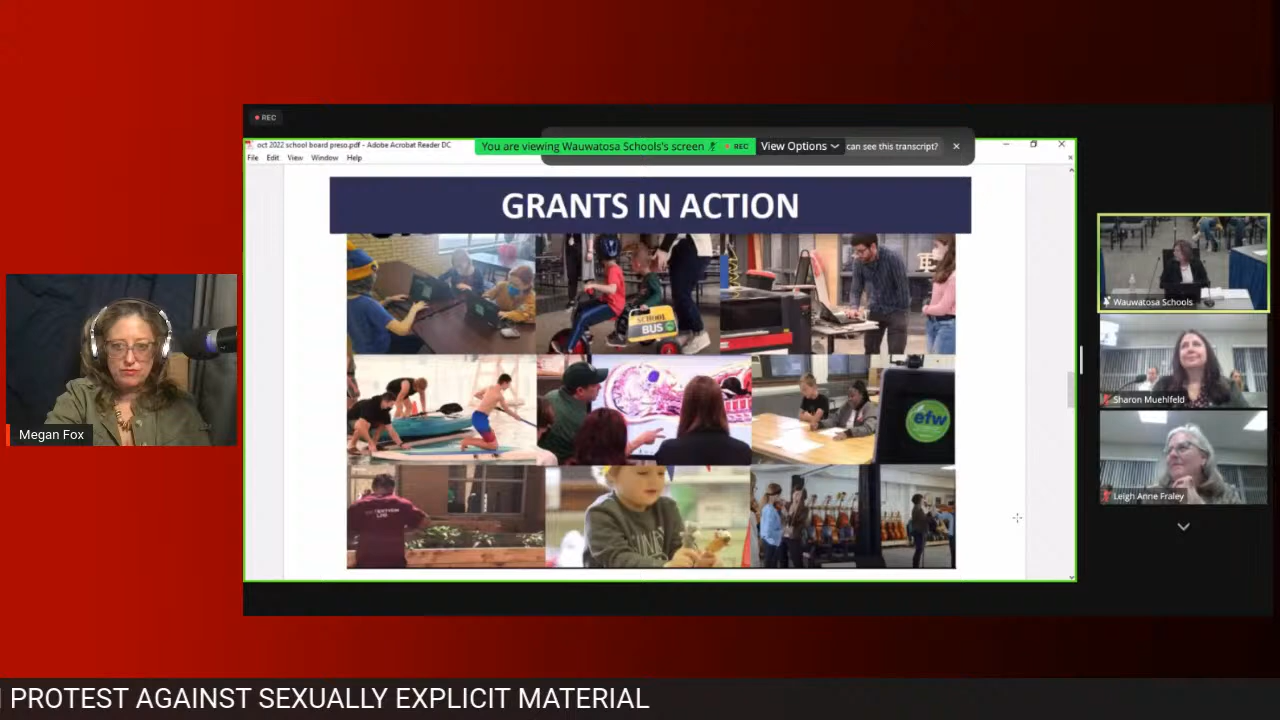 REC
oct 2022 school board preso.pdf - Adobe Acrobat Reader DC
You are viewing Wauwatosa Schools's screen
REC
View Options
can see this transcript?
File Edit View Window Help
GRANTS IN ACTION
SCHOOL
BUS
efw
Wauwatosa Schools
Sharon Muehlfeld
Leigh Anne Fraley
Megan Fox
PROTEST AGAINST SEXUALLY EXPLICIT MATERIAL